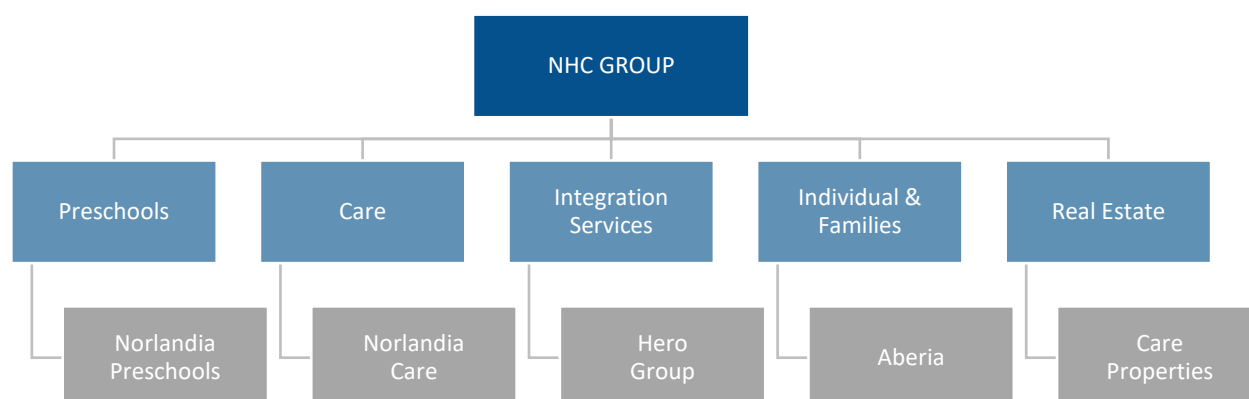 NHC GROUP
Preschools
Care
Integration
Services
Individual &
Families
Real Estate
Norlandia
Preschools
Norlandia
Care
Hero
Group
Aberia
Care
Properties